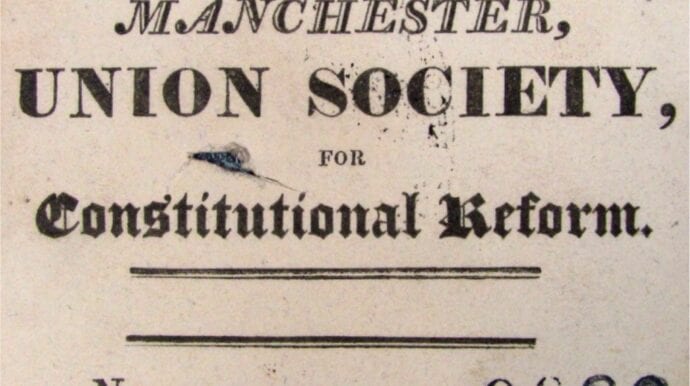 MANCHESTER,
UNION SOCIETY,
FOR
Constitutional Reform.